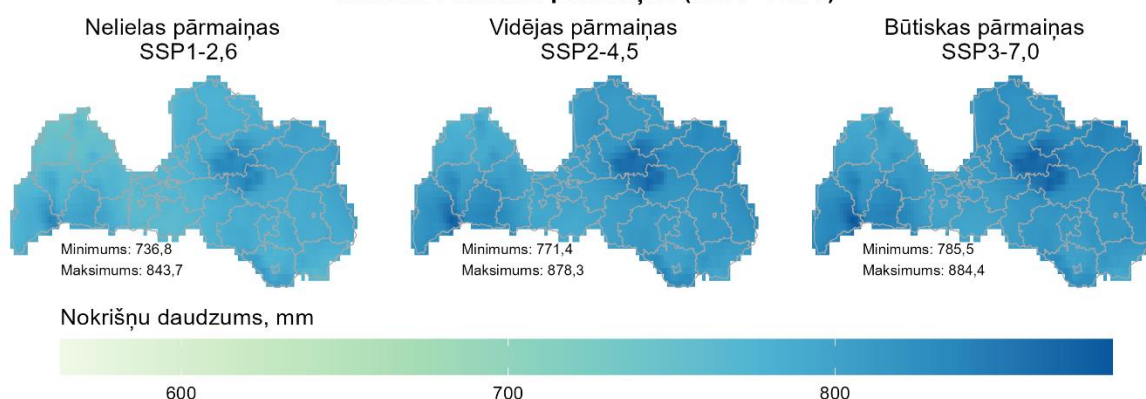 Nelielas pārmaiņas
SSP1-2,6
Vidējas pārmaiņas
SSP2-4,5
Būtiskas pārmaiņas
SSP3-7,0
Minimums: 736,8
Maksimums: 843,7
Minimums: 771,4
Maksimums: 878,3
Minimums: 785,5
Maksimums: 884,4
Nokrišņu daudzums, mm
600
700
800